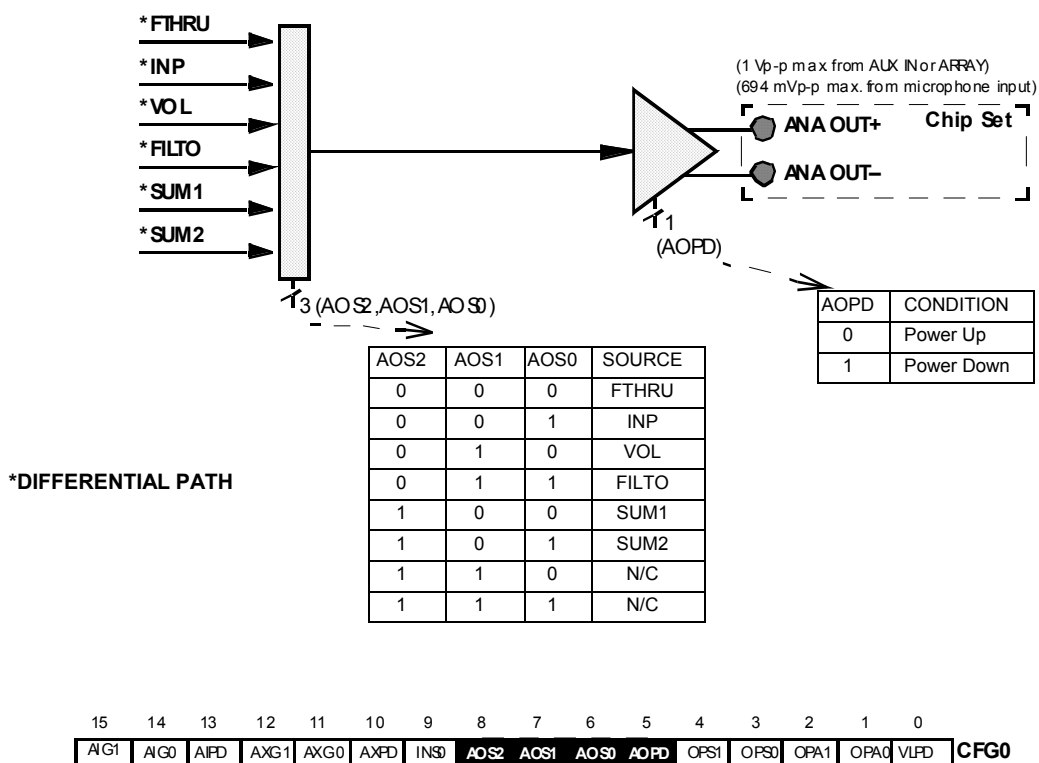 *FTHRU
*INP
*VOL
*FILTO
*SUM1
*SUM2
(1 Vp-p max from AUX IN or ARRAY)
(694 mVp-p max. from microphone input)
ANA OUT+ Chip Set
ANA OUT–
1
(AOPD)
3 (AOS2, AOS1, AOS0)
AOPD CONDITION
0 Power Up
1 Power Down
AOS2 AOS1 AOS0 SOURCE
0 0 0 FTHRU
0 0 1 INP
0 1 0 VOL
0 1 1 FILTO
1 0 0 SUM1
1 0 1 SUM2
1 1 0 N/C
1 1 1 N/C
*DIFFERENTIAL PATH
15 14 13 12 11 10 9 8 7 6 5 4 3 2 1 0
AIG1 AIG0 AIPD AXG1 AXG0 AXPD INS0 AOS2 AOS1 AOS0 AOPD OPS1 OPS0 OPA1 OPA0 VLPD CFG0